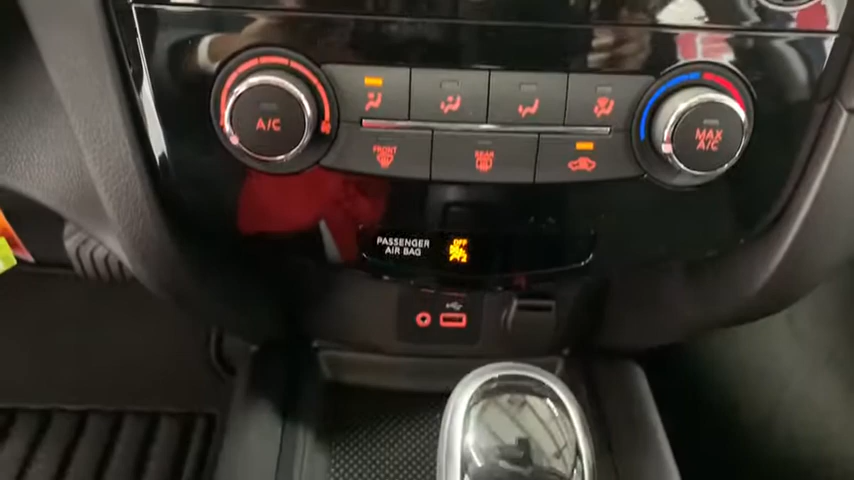 A/C
MAX
A/C
FRONT
REAR
PASSENGER
AIR BAG
OFF